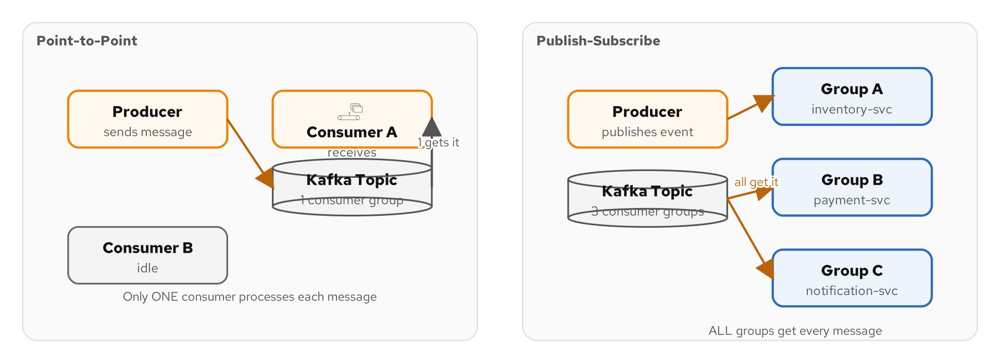 Point-to-Point
Producer
sends message
Consumer A
receives
1 gets it
Kafka Topic
1 consumer group
Consumer B
idle
Only ONE consumer processes each message
Publish-Subscribe
Producer
publishes event
Group A
inventory-svc
Kafka Topic
3 consumer groups
all get it
Group B
payment-svc
Group C
notification-svc
ALL groups get every message